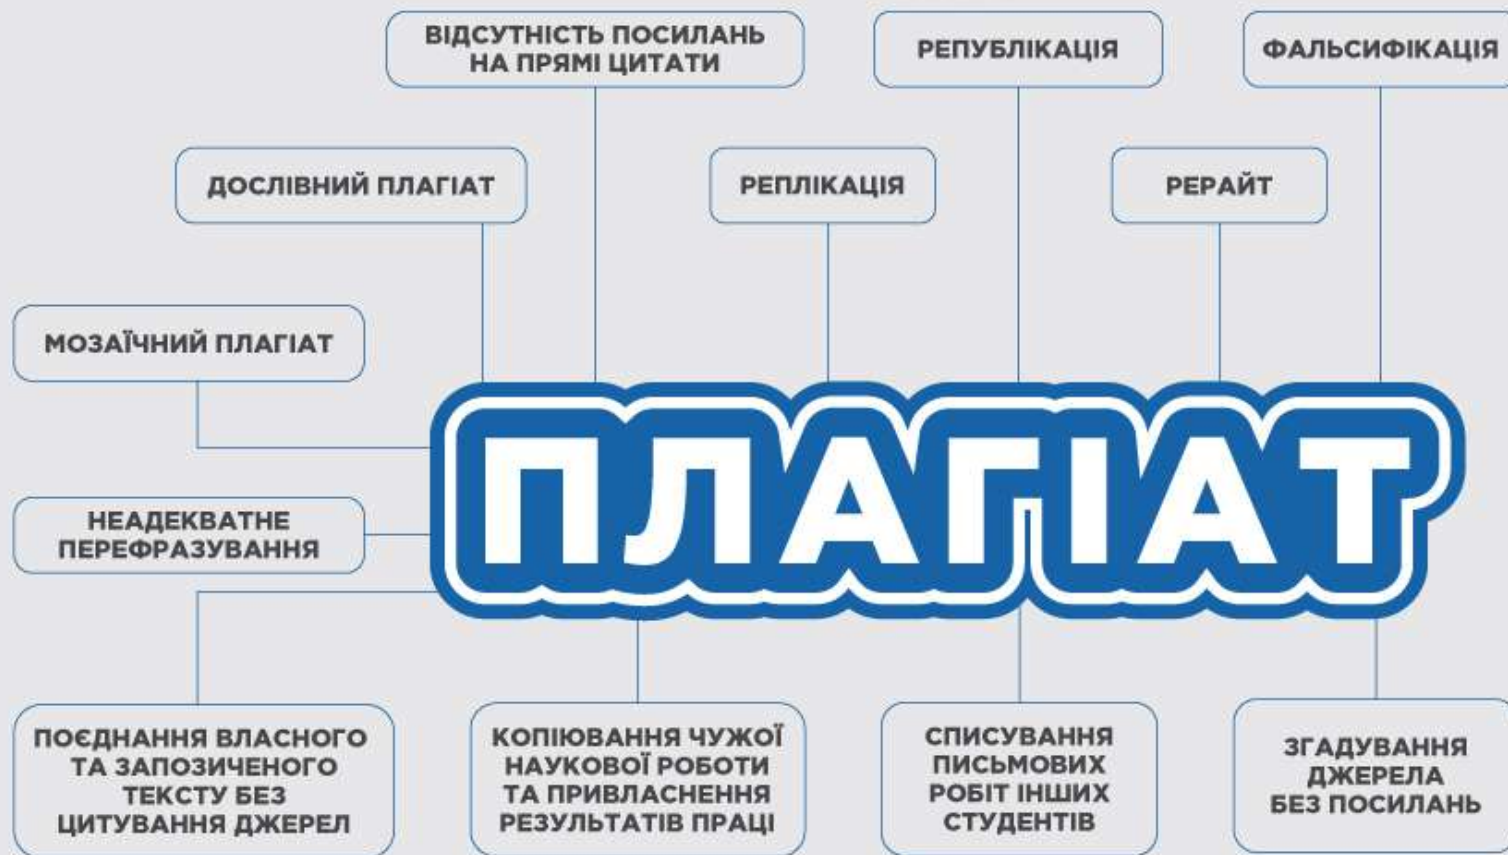 ВІДСУТНІСТЬ ПОСИЛАНЬ
НА ПРЯМІ ЦИТАТИ
РЕПУБЛІКАЦІЯ
ФАЛЬСИФІКАЦІЯ
ДОСЛІВНИЙ ПЛАГІАТ
РЕПЛІКАЦІЯ
РЕРАЙТ
МОЗАЇЧНИЙ ПЛАГІАТ
ПЛАГІАТ
НЕАДЕКВАТНЕ
ПЕРЕФРАЗУВАННЯ
ПОЄДНАННЯ ВЛАСНОГО
ТА ЗАПОЗИЧЕНОГО
ТЕКСТУ БЕЗ
ЦИТУВАННЯ ДЖЕРЕЛ
КОПІЮВАННЯ ЧУЖОЇ
НАУКОВОЇ РОБОТИ
ТА ПРИВЛАСНЕННЯ
РЕЗУЛЬТАТІВ ПРАЦІ
СПИСУВАННЯ
ПИСЬМОВИХ
РОБІТ ІНШИХ
СТУДЕНТІВ
ЗГАДУВАННЯ
ДЖЕРЕЛА
БЕЗ ПОСИЛАНЬ